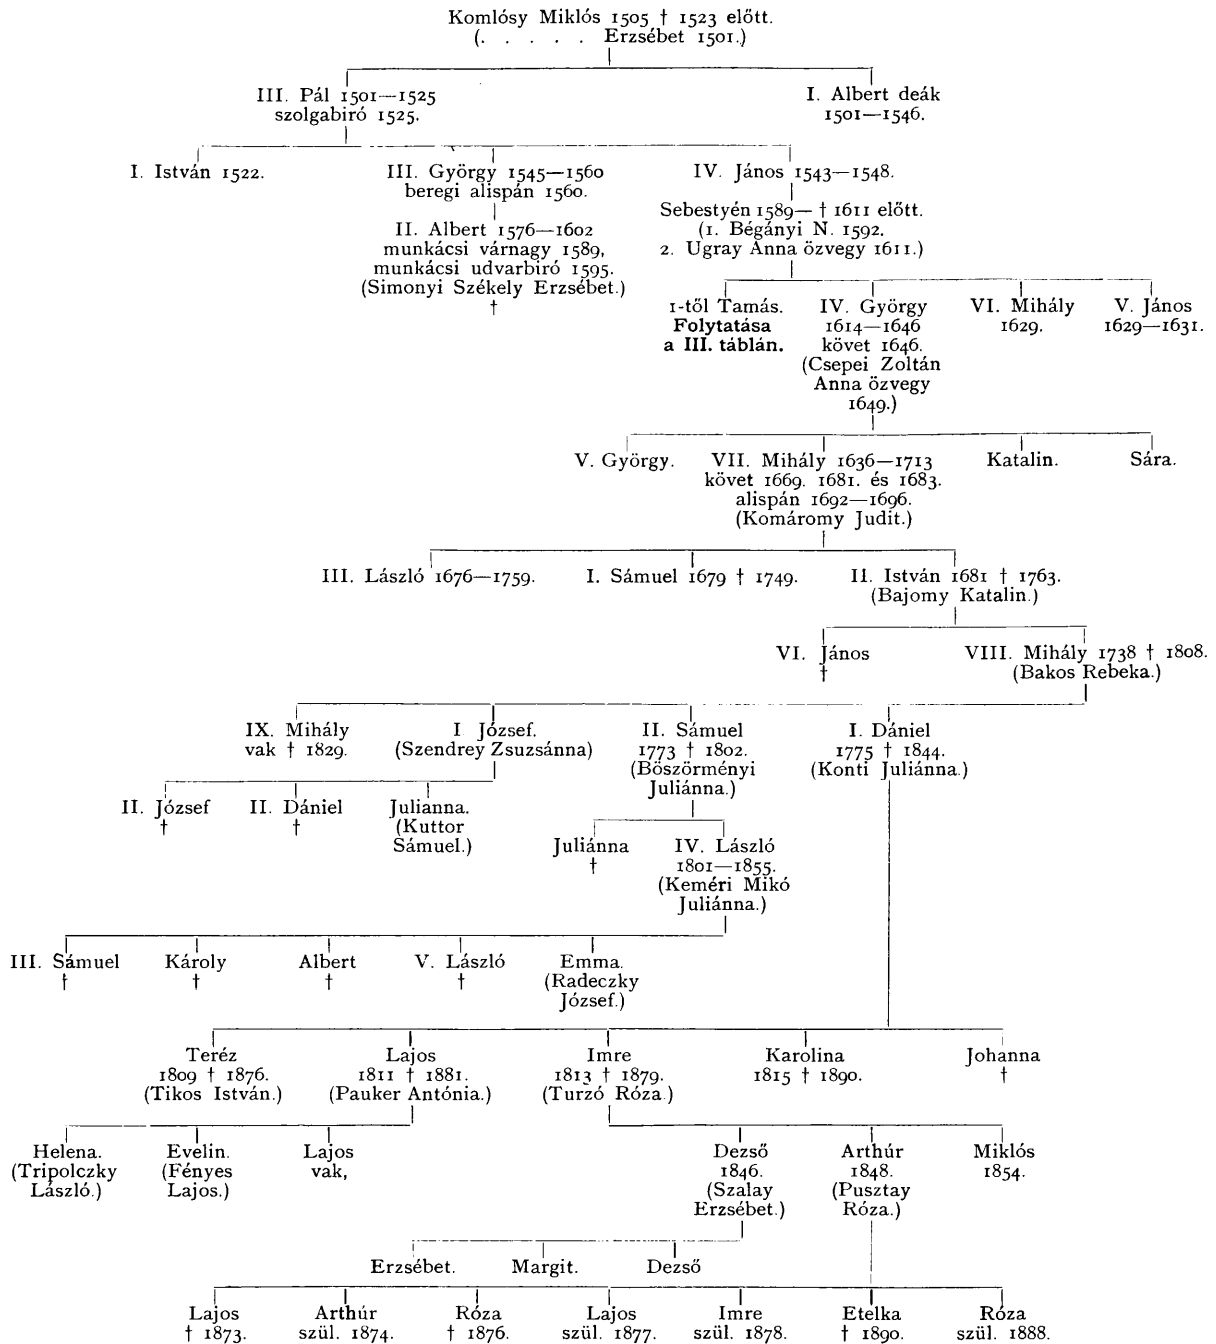 Komlósy Miklós 1505 † 1523 előtt.
(. . . . . Erzsébet 1501.)
III. Pál 1501—1525
szolgabiró 1525.
I. Albert deák
1501—1546.
I. István 1522.
III. György 1545—1560
beregi alispán 1560.
IV. János 1543—1548.
II. Albert 1576—1602
munkácsi várnagy 1589,
munkácsi udvarbiró 1595.
(Simonyi Székely Erzsébet.)
†
Sebestyén 1589— † 1611 előtt.
(1. Bégányi N. 1592.
2. Ugray Anna özvegy 1611.)
1-től Tamás.
Folytatása
a III. táblán.
IV. György
1614—1646
követ 1646.
(Csepei Zoltán
Anna özvegy
1649.)
VI. Mihály
1629.
V. János
1629—1631.
V. György.
VII. Mihály 1636—1713
követ 1669. 1681. és 1683.
alispán 1692—1696.
(Komáromy Judit.)
Katalin.
Sára.
III. László 1676—1759.
I. Sámuel 1679 † 1749.
II. István 1681 † 1763.
(Bajomy Katalin.)
VI. János
†
VIII. Mihály 1738 † 1808.
(Bakos Rebeka.)
IX. Mihály
vak † 1829.
I József.
(Szendrey Zsuzsánna)
II. Sámuel
1773 † 1802.
(Böszörményi
Juliánna.)
I. Dániel
1775 † 1844.
(Konti Juliánna.)
II. József
†
II. Dániel
†
Julianna.
(Kuttor
Sámuel.)
Juliánna
†
IV. László
1801—1855.
(Keméri Mikó
Juliánna.)
III. Sámuel
†
Károly
†
Albert
†
V. László
†
Emma.
(Radeczky
József.)
Teréz
1809 † 1876.
(Tikos István.)
Lajos
1811 † 1881.
(Pauker Antónia.)
Imre
1813 † 1879.
(Turzó Róza.)
Karolina
1815 † 1890.
Johanna
†
Helena.
(Tripolczky
László.)
Evelin.
(Fényes
Lajos.)
Lajos
vak,
Dezső
1846.
(Szalay
Erzsébet.)
Arthúr
1848.
(Pusztay
Róza.)
Miklós
1854.
Erzsébet.
Margit.
Dezső
Lajos
† 1873.
Arthúr
szül. 1874.
Róza
† 1876.
Lajos
szül. 1877.
Imre
szül. 1878.
Etelka
† 1890.
Róza
szül. 1888.